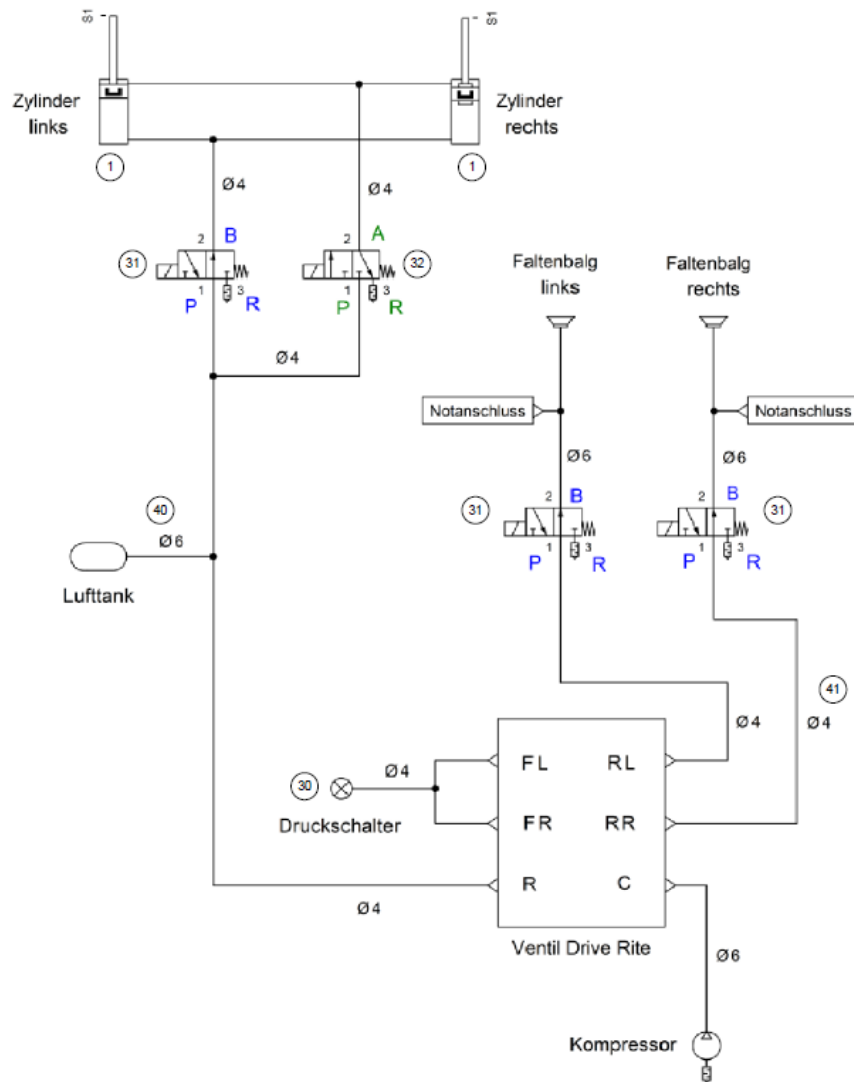 S1
S1
Zylinder
links
Zylinder
rechts
1
1
Ø4
Ø4
31
2
B
2
A
32
1
3
1
3
P
R
P
R
Ø4
Faltenbalg
links
Faltenbalg
rechts
Notanschluss
Notanschluss
Ø6
Ø6
31
2
B
2
B
31
1
3
1
3
P
R
P
R
40
Ø6
Lufttank
41
Ø4
Ø4
30
Ø4
Druckschalter
FL
RL
FR
RR
R
C
Ø4
Ventil Drive Rite
Ø6
Kompressor